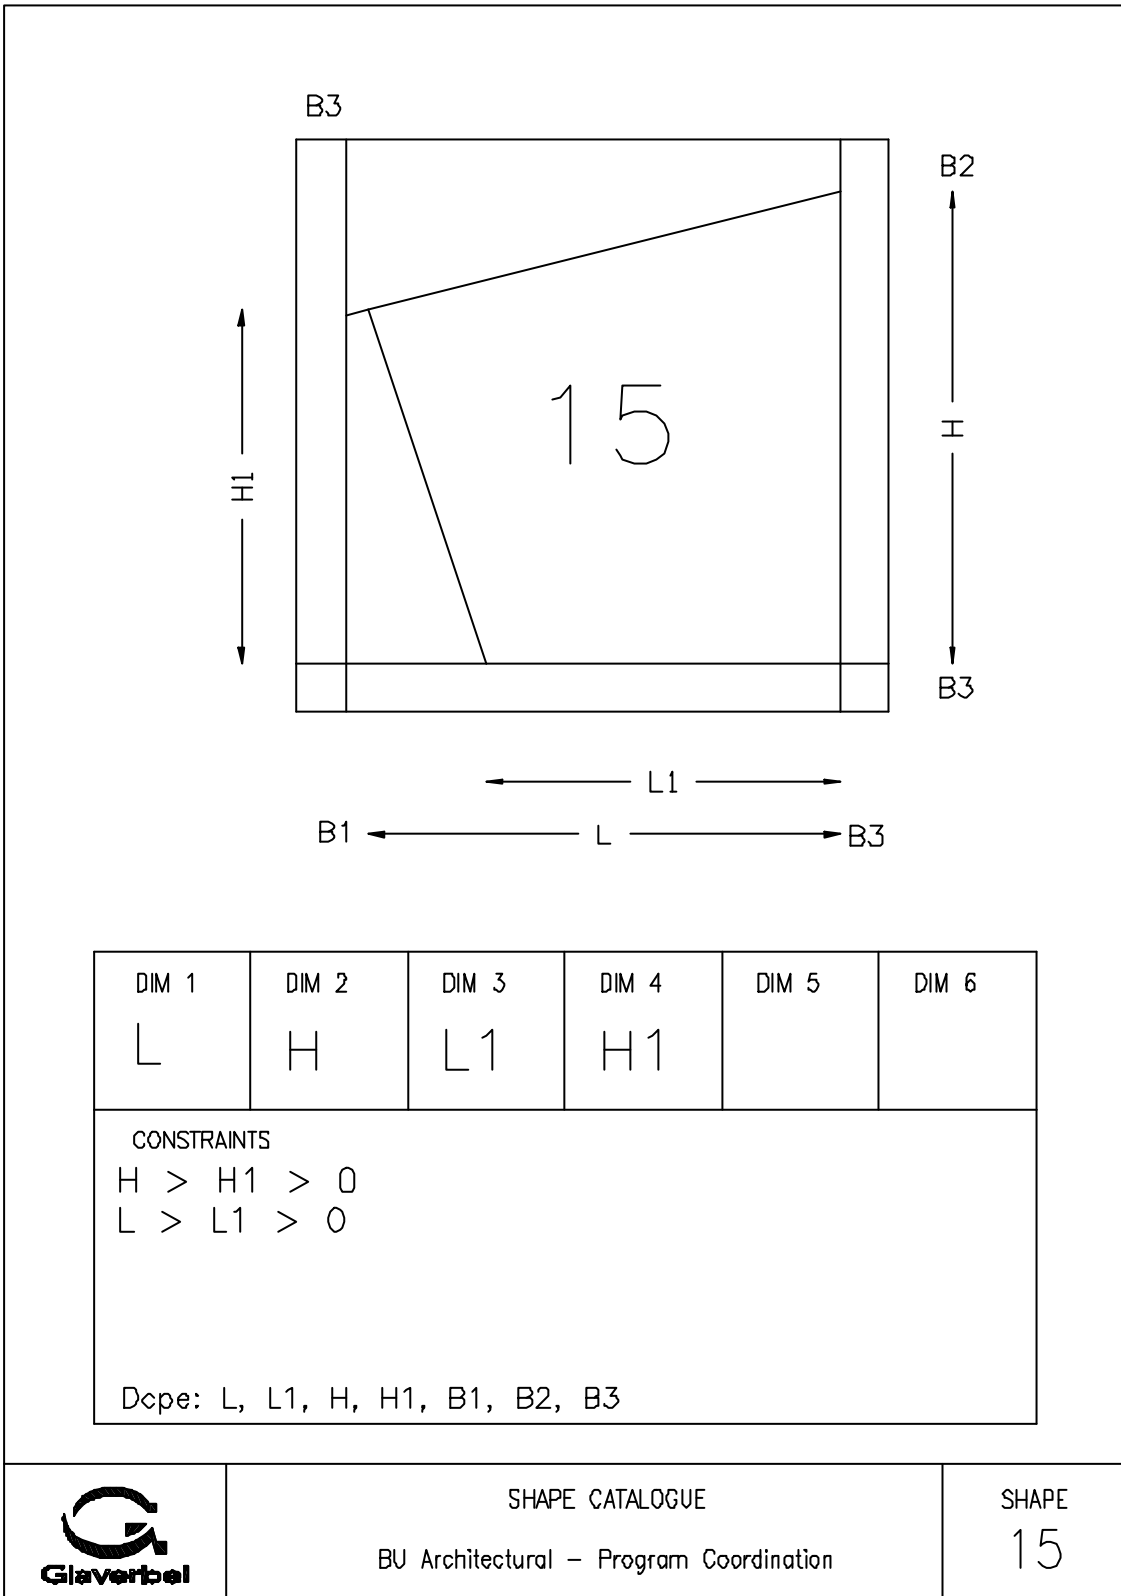 B3
B2
15
H1
H
B3
L1
B1 L B3
DIM 1 DIM 2 DIM 3 DIM 4 DIM 5 DIM 6
L H L1 H1
CONSTRAINTS
H > H1 > 0
L > L1 > 0
Dope: L, L1, H, H1, B1, B2, B3
SHAPE CATALOGUE SHAPE
15
BU Architectural – Program Coordination
Glaverbel